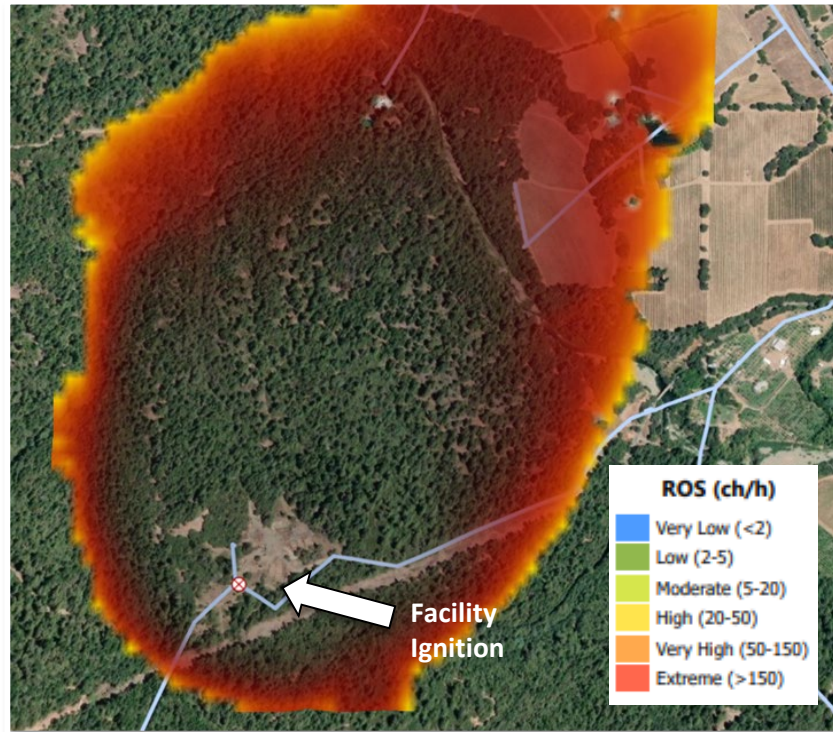 Facility
Ignition
ROS (ch/h)
Very Low (<2)
Low (2-5)
Moderate (5-20)
High (20-50)
Very High (50-150)
Extreme (>150)